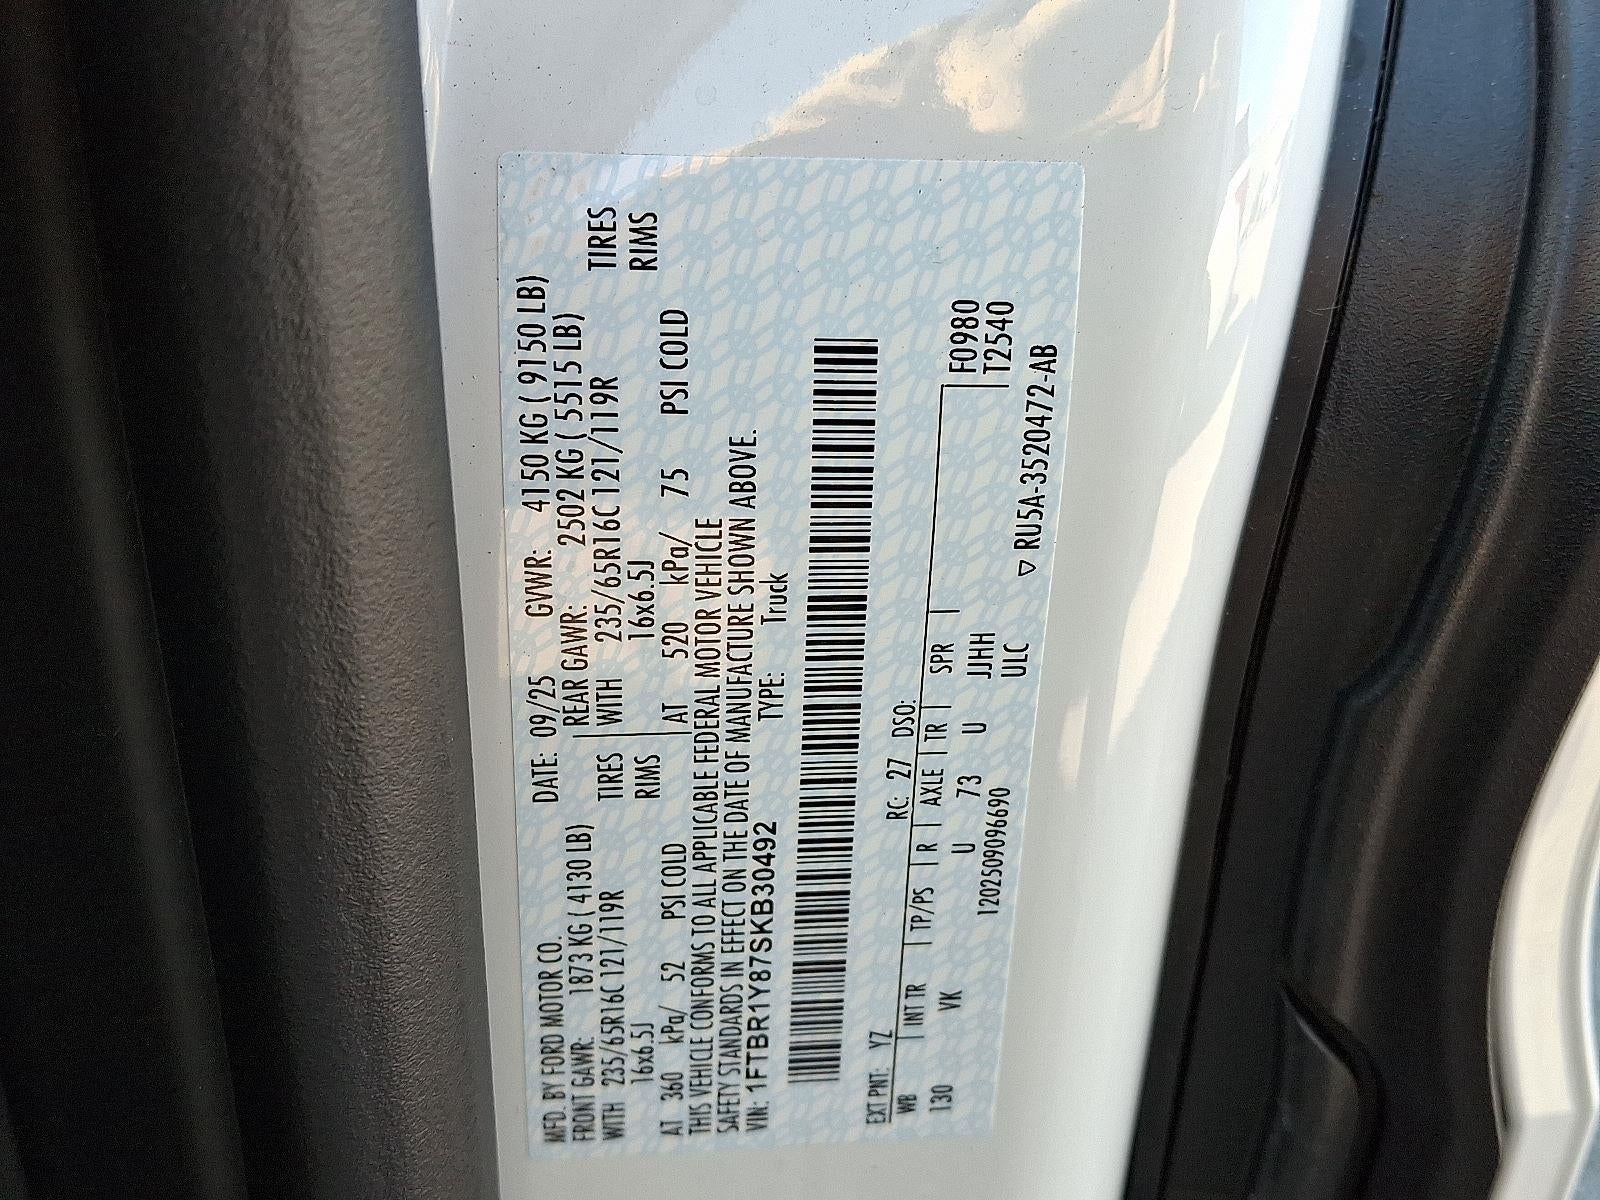 MFD. BY FORD MOTOR CO. DATE: 09/25 GVWR: 4150 KG ( 9150 LB)
FRONT GAWR: 1873 KG ( 4130 LB) REAR GAWR: 2502 KG ( 5515 LB)
WITH 235/65R16C 121/119R TIRES WITH 235/65R16C 121/119R TIRES
16x6.5J RIMS 16x6.5J RIMS
AT 360 kPa/ 52 PSI COLD AT 520 kPa/ 75 PSI COLD
THIS VEHICLE CONFORMS TO ALL APPLICABLE FEDERAL MOTOR VEHICLE
SAFETY STANDARDS IN EFFECT ON THE DATE OF MANUFACTURE SHOWN ABOVE.
VIN: 1FTBR1Y87SKB30492 TYPE: Truck
EXT PNT: YZ RC: 27 DSO:
WB | INT TR | TP/PS | R | AXLE | TR | SPR | F0980
130 VK U 73 U JJHH T2540
120250909669​0 ULC
▽ RU5A-3520472-AB